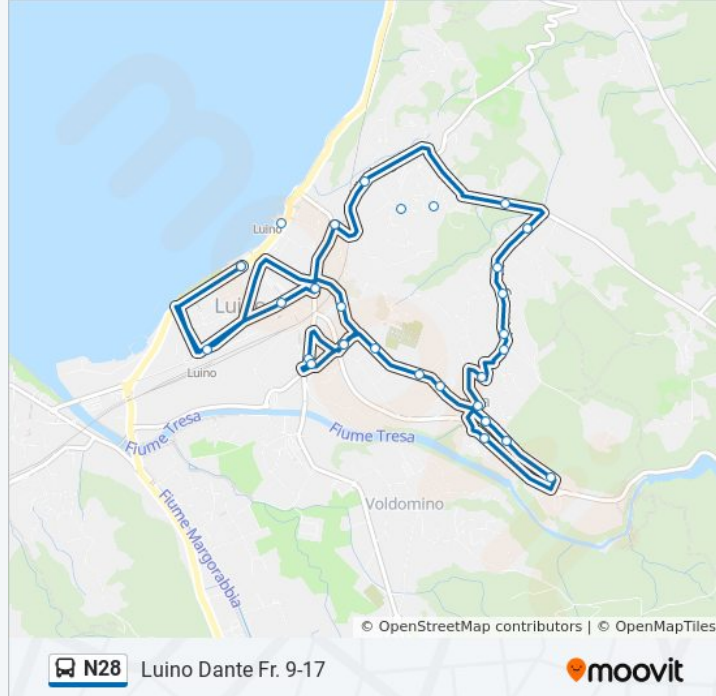 Luino
Luino
Luino
Fiume Tresa
Fiume Tresa
Voldomino
Fiume Margorabbia
© OpenStreetMap contributors | © OpenMapTiles
N28 Luino Dante Fr. 9-17
moovit